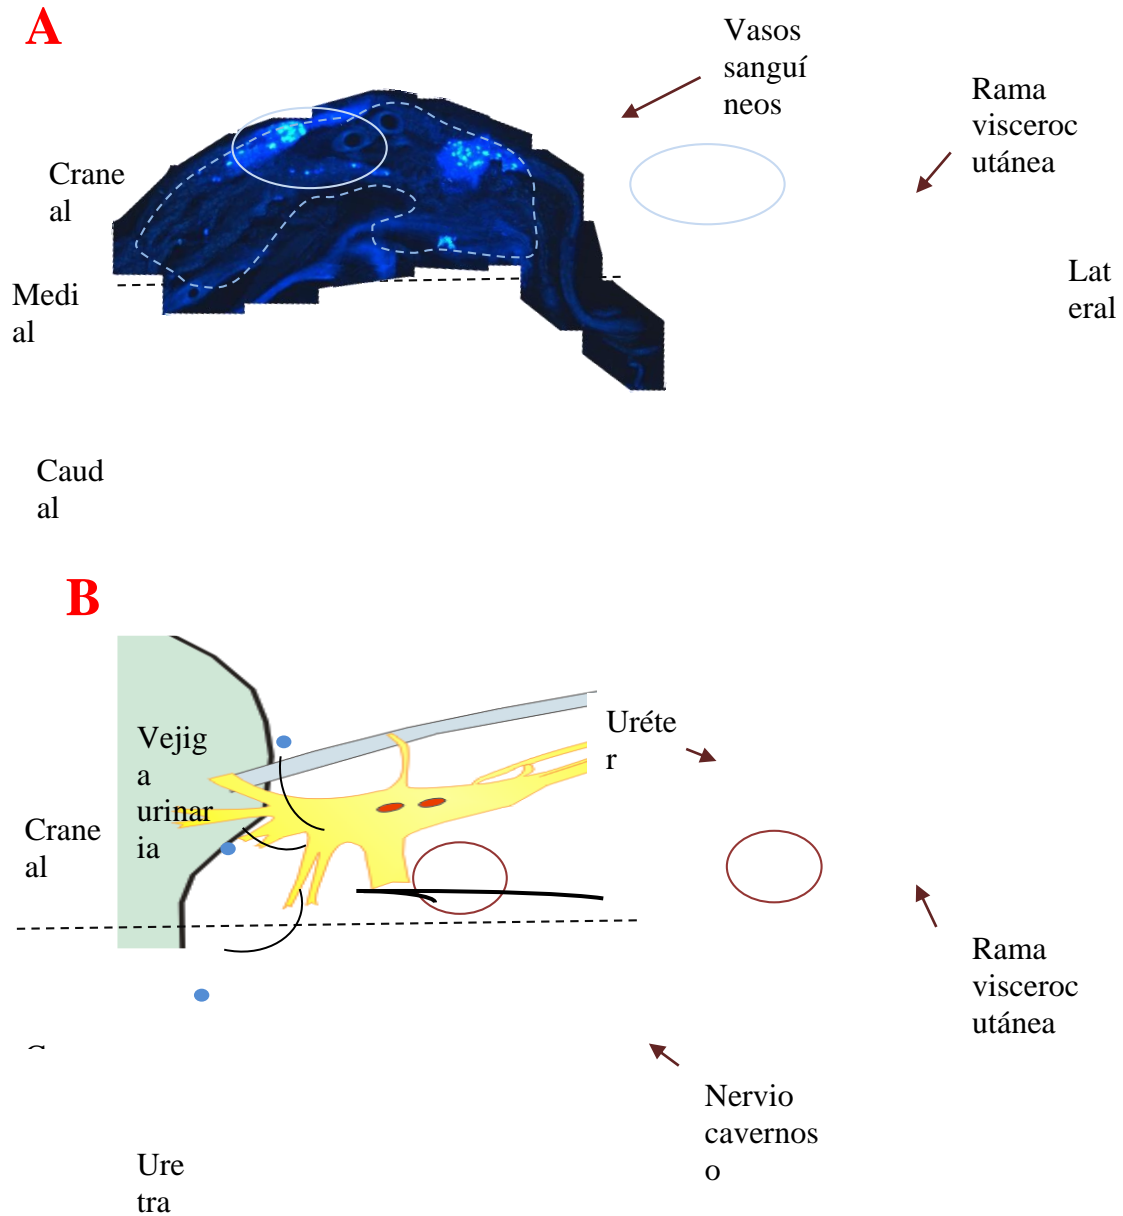 A
Vasos
sanguí
neos
Rama
visceroc
utánea
Crane
al
Lat
eral
Medi
al
Caud
al
B
Uréte
r
Vejig
a
urinar
ia
Crane
al
Rama
visceroc
utánea
Nervio
cavernos
o
Ure
tra